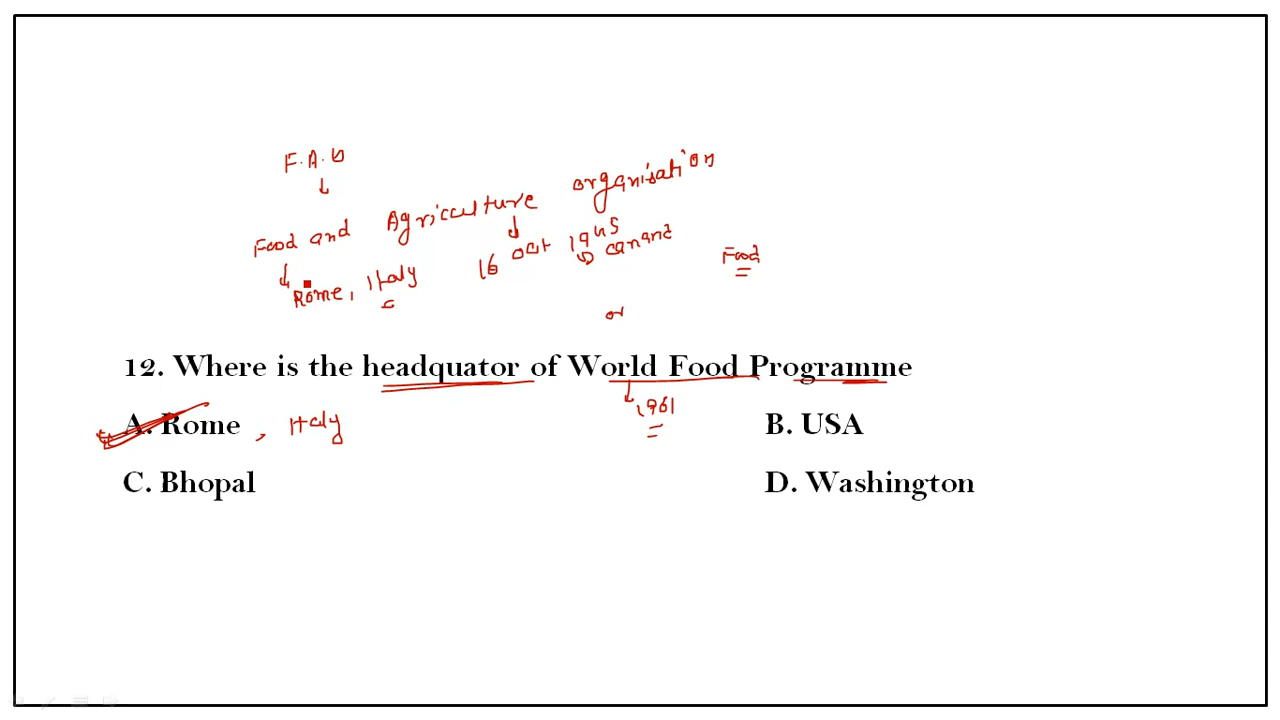 F.A.O
Food and Agriculture organisation
Rome, Italy 16 Oct 1945 canand Food
or
12. Where is the headquator of World Food Programme
A. Rome , Italy 1961 B. USA
C. Bhopal D. Washington